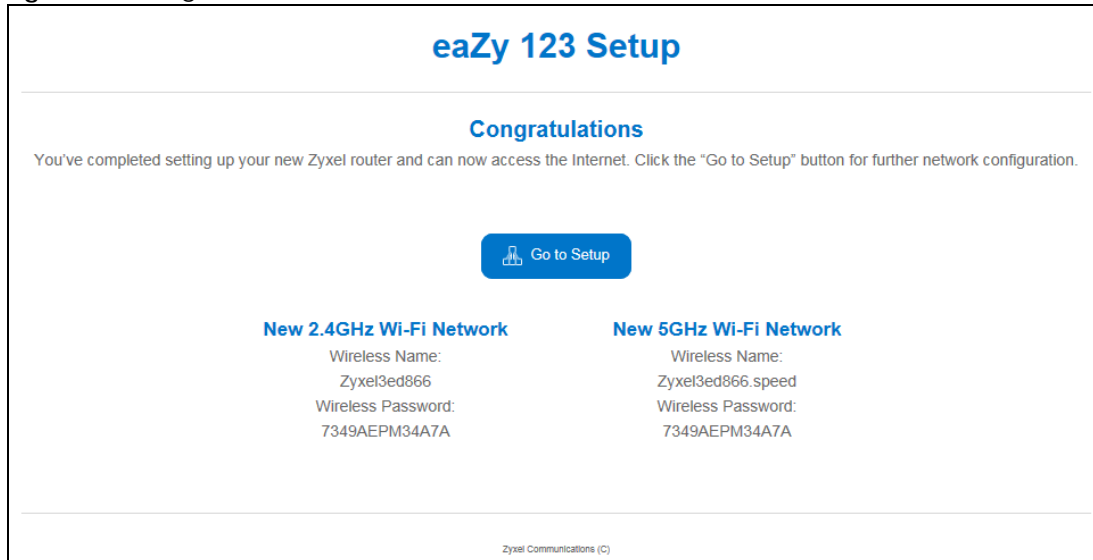 eaZy 123 Setup
Congratulations
You've completed setting up your new Zyxel router and can now access the Internet. Click the “Go to Setup” button for further network configuration.
Go to Setup
New 2.4GHz Wi-Fi Network
Wireless Name:
Zyxel3ed866
Wireless Password:
7349AEPM34A7A
New 5GHz Wi-Fi Network
Wireless Name:
Zyxel3ed866.speed
Wireless Password:
7349AEPM34A7A
Zyxel Communications (C)